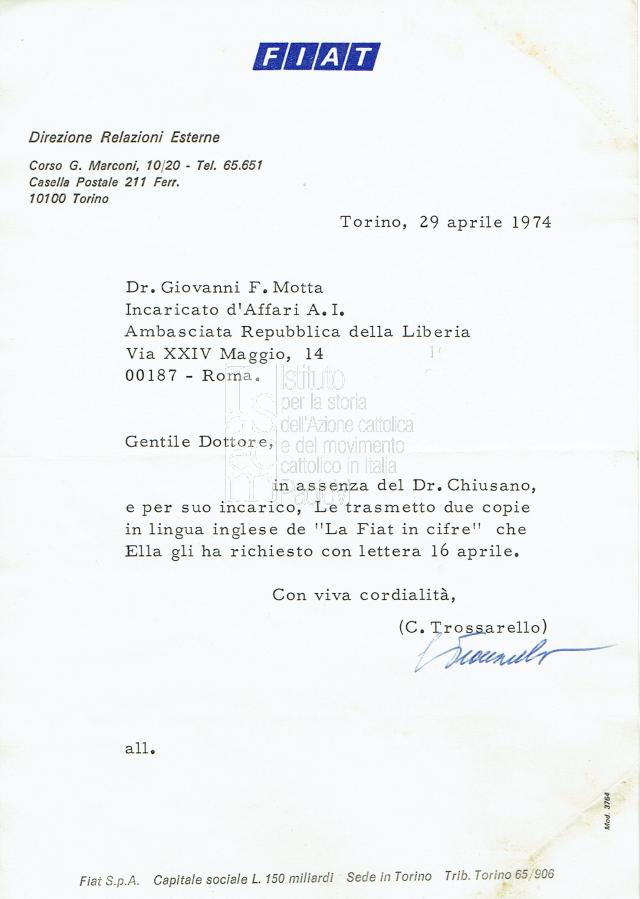 FIAT
Direzione Relazioni Esterne
Corso G. Marconi, 10/20 - Tel. 65.651
Casella Postale 211 Ferr.
10100 Torino
Torino, 29 aprile 1974
Dr. Giovanni F. Motta
Incaricato d'Affari A.I.
Ambasciata Repubblica della Liberia
Via XXIV Maggio, 14
00187 - Roma.
Istituto
per la storia
dell'Azione cattolica
e del movimento
cattolico in Italia
Paolo VI
Gentile Dottore,
in assenza del Dr. Chiusano,
e per suo incarico, Le trasmetto due copie
in lingua inglese de "La Fiat in cifre" che
Ella gli ha richiesto con lettera 16 aprile.
Con viva cordialità,
(C. Trossarello)
all.
Mod. 3764
Fiat S.p.A. Capitale sociale L. 150 miliardi Sede in Torino Trib. Torino 65/906